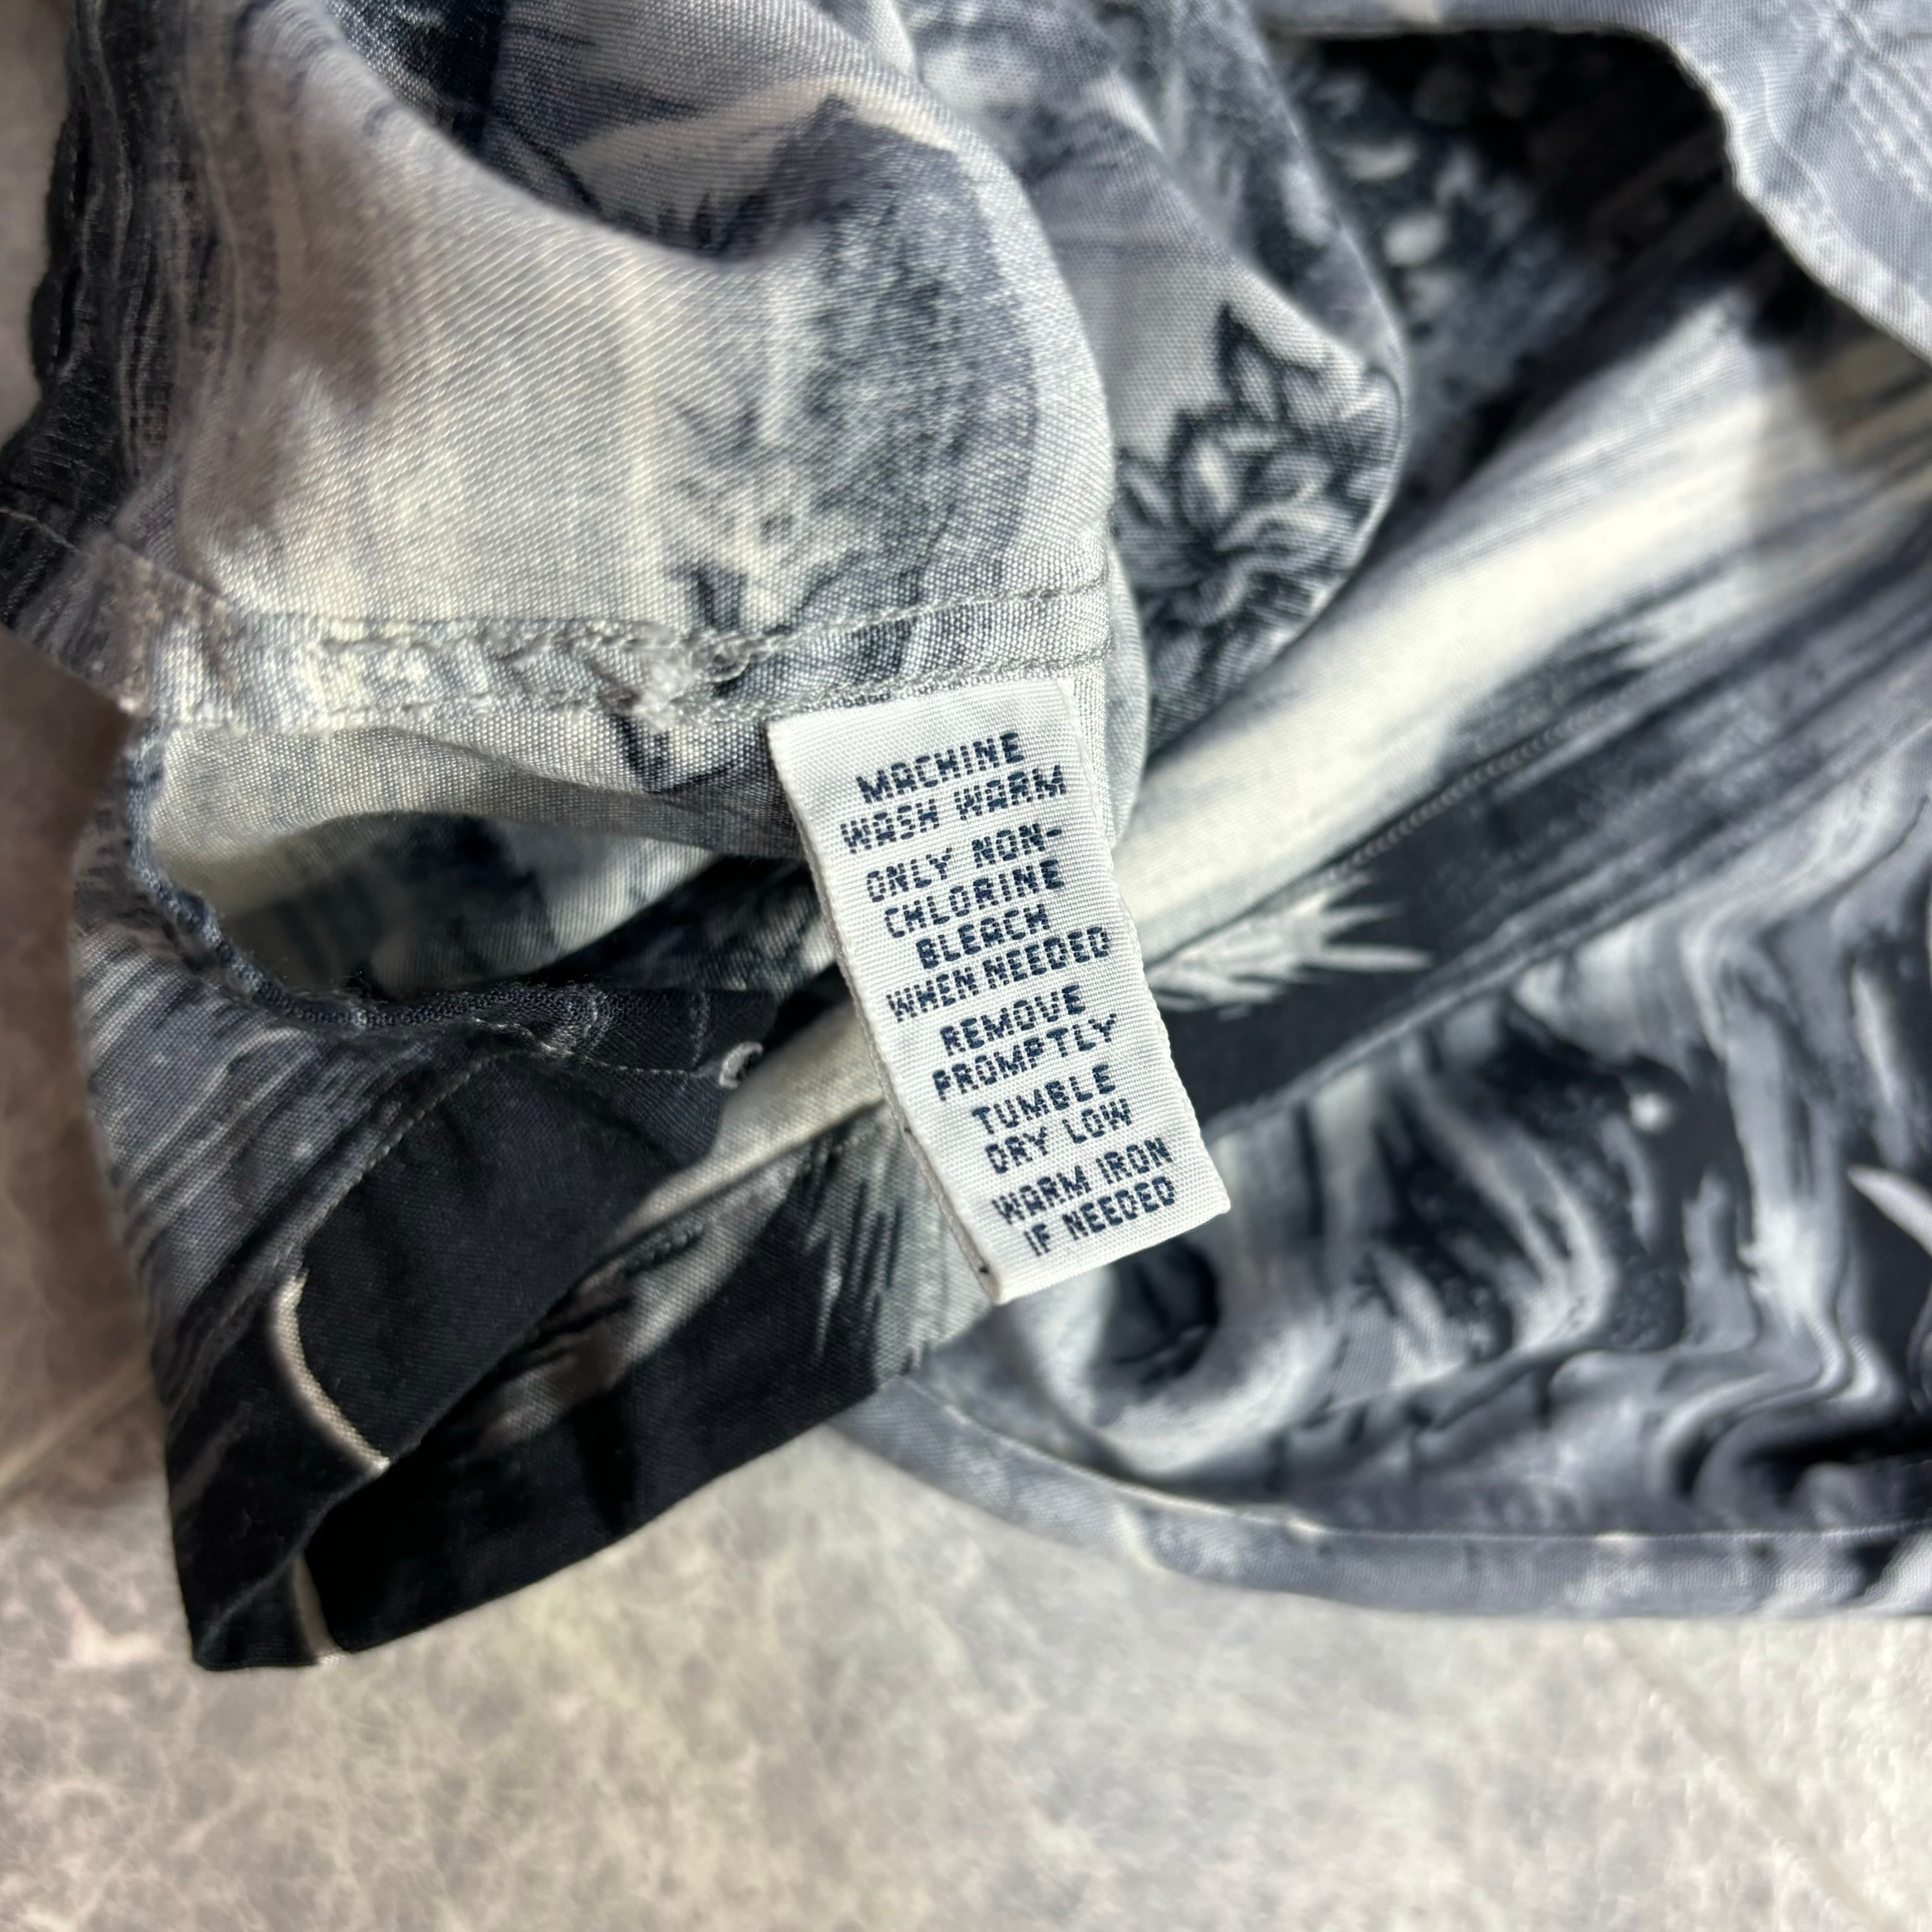 MACHINE
WASH WARM
ONLY NON-
CHLORINE
BLEACH
WHEN NEEDED
REMOVE
PROMPTLY
TUMBLE
DRY LOW
WARM IRON
IF NEEDED